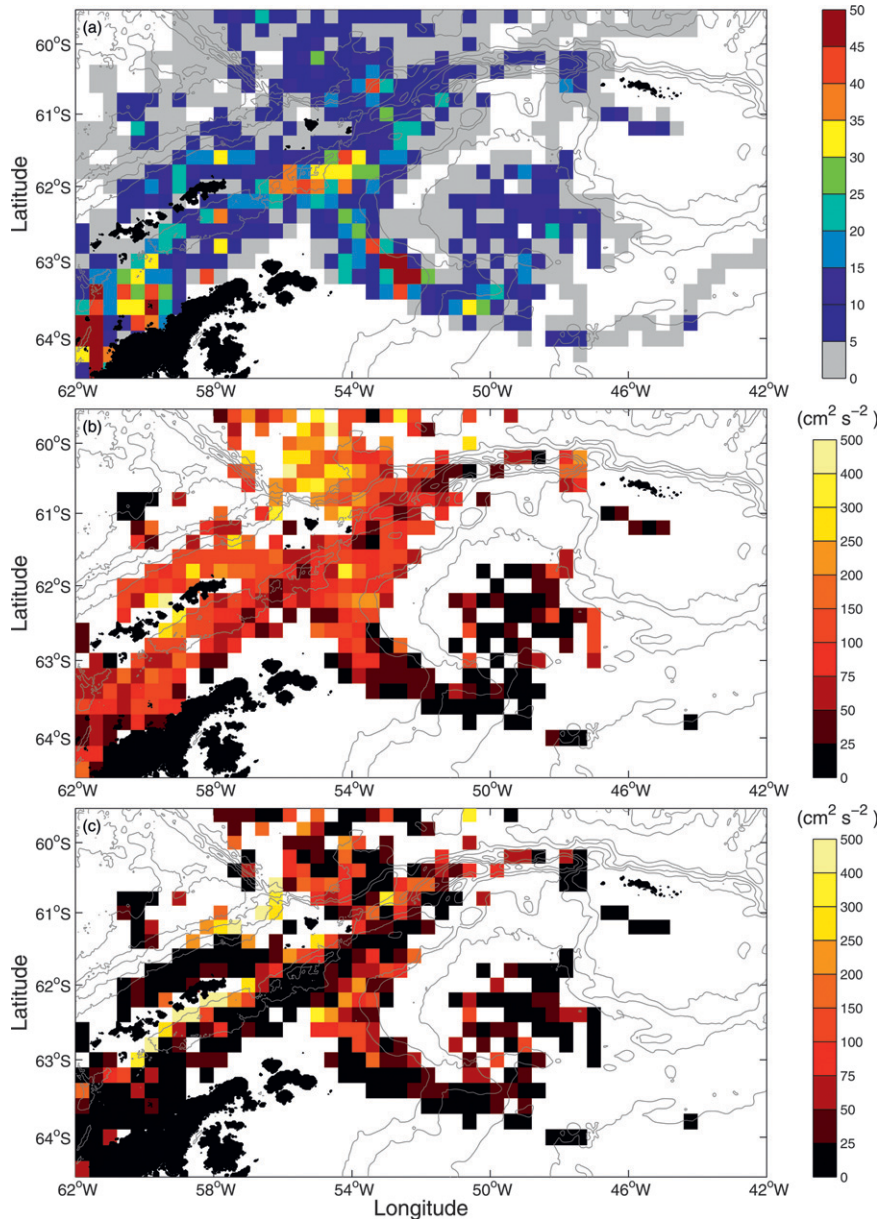 (a)
60°S
61°S
62°S
63°S
64°S
Latitude
62°W 58°W 54°W 50°W 46°W 42°W
50
45
40
35
30
25
20
15
10
5
0
(b)
60°S
61°S
62°S
63°S
64°S
Latitude
62°W 58°W 54°W 50°W 46°W 42°W
(cm² s⁻²)
500
400
300
250
200
150
100
75
50
25
0
(c)
60°S
61°S
62°S
63°S
64°S
Latitude
62°W 58°W 54°W 50°W 46°W 42°W
Longitude
(cm² s⁻²)
500
400
300
250
200
150
100
75
50
25
0